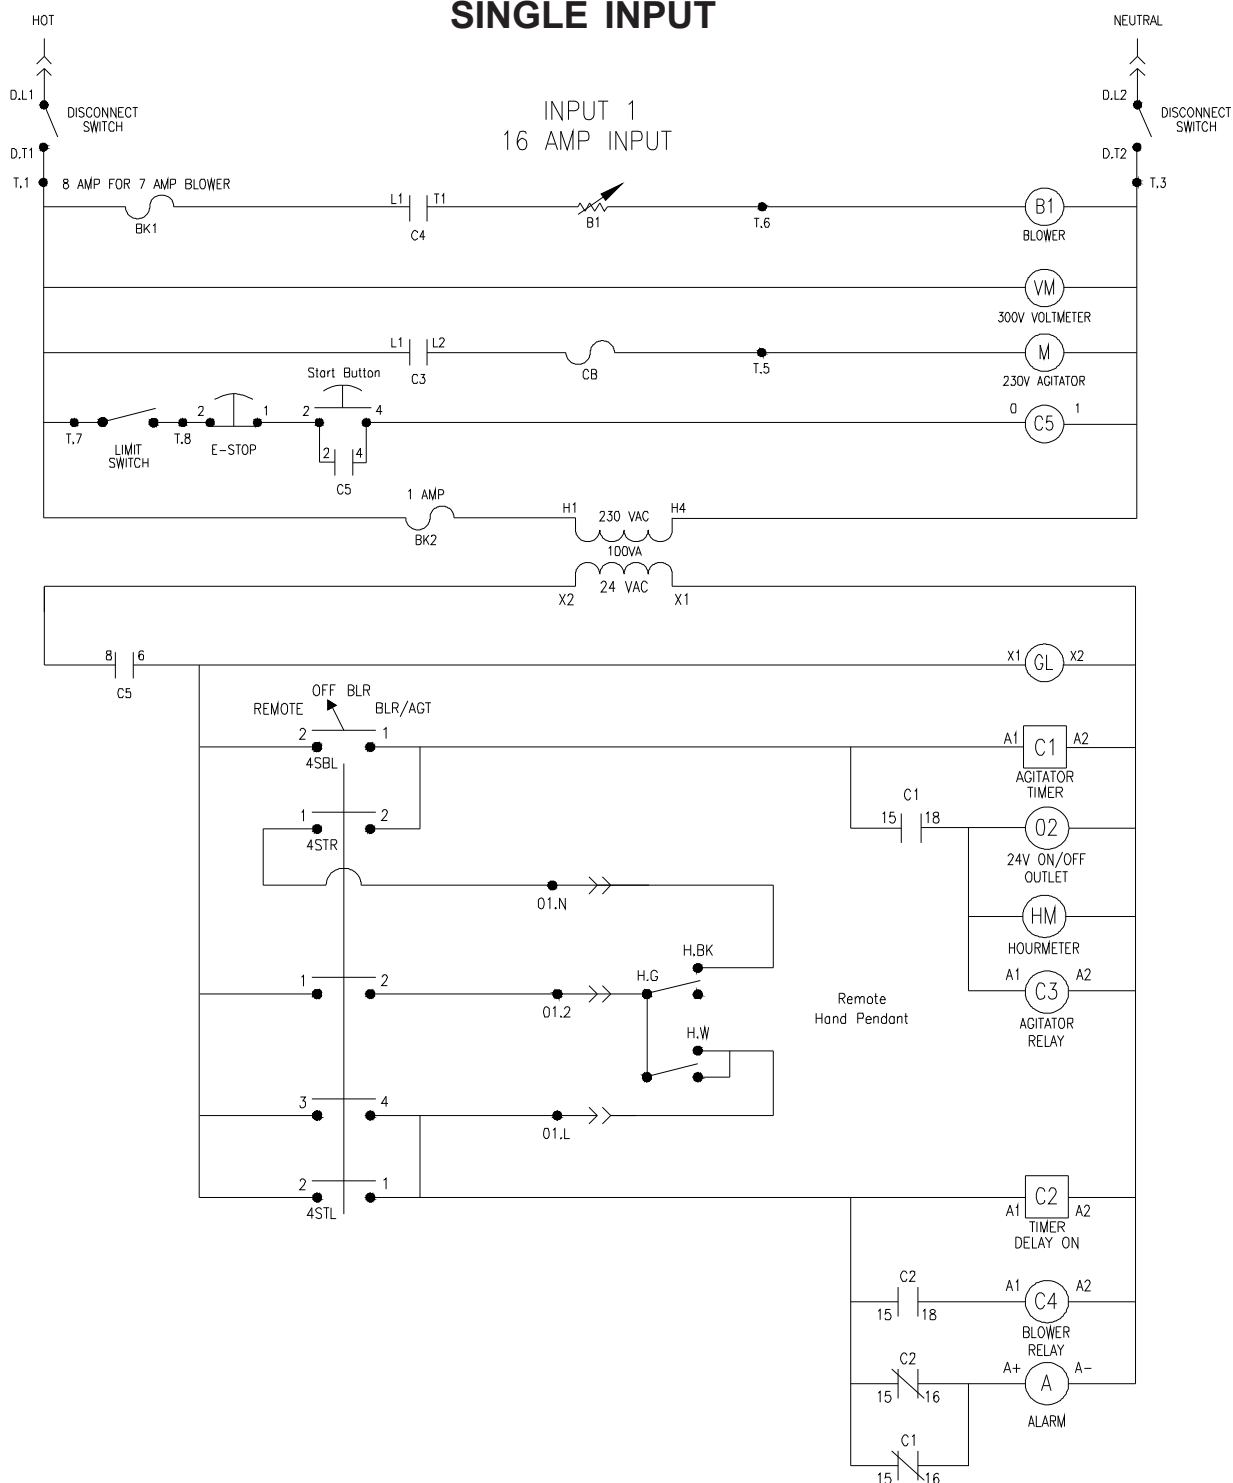 SINGLE INPUT
HOT
NEUTRAL
D.L1
DISCONNECT
SWITCH
INPUT 1
16 AMP INPUT
D.L2
DISCONNECT
SWITCH
D.T1
D.T2
T.1
8 AMP FOR 7 AMP BLOWER
T.3
BK1
L1
T1
C4
B1
T.6
B1
BLOWER
VM
300V VOLTMETER
L1
L2
C3
CB
T.5
M
230V AGITATOR
Start Button
T.7
LIMIT
SWITCH
T.8
2
1
E-STOP
2
4
0
C5
1
2
4
C5
1 AMP
BK2
H1
230 VAC
H4
100VA
X2
24 VAC
X1
8
6
C5
X1
GL
X2
OFF
BLR
REMOTE
BLR/AGT
2
1
4SBL
A1
C1
A2
AGITATOR
TIMER
1
2
4STR
C1
15
18
02
24V ON/OFF
OUTLET
01.N
HM
HOURMETER
H.BK
1
2
01.2
H.G
Remote
Hand Pendant
A1
C3
A2
AGITATOR
RELAY
H.W
3
4
01.L
2
1
4STL
C2
A1
A2
TIMER
DELAY ON
C2
15
18
A1
C4
A2
BLOWER
RELAY
C2
15
16
A+
A
A-
ALARM
C1
15
16